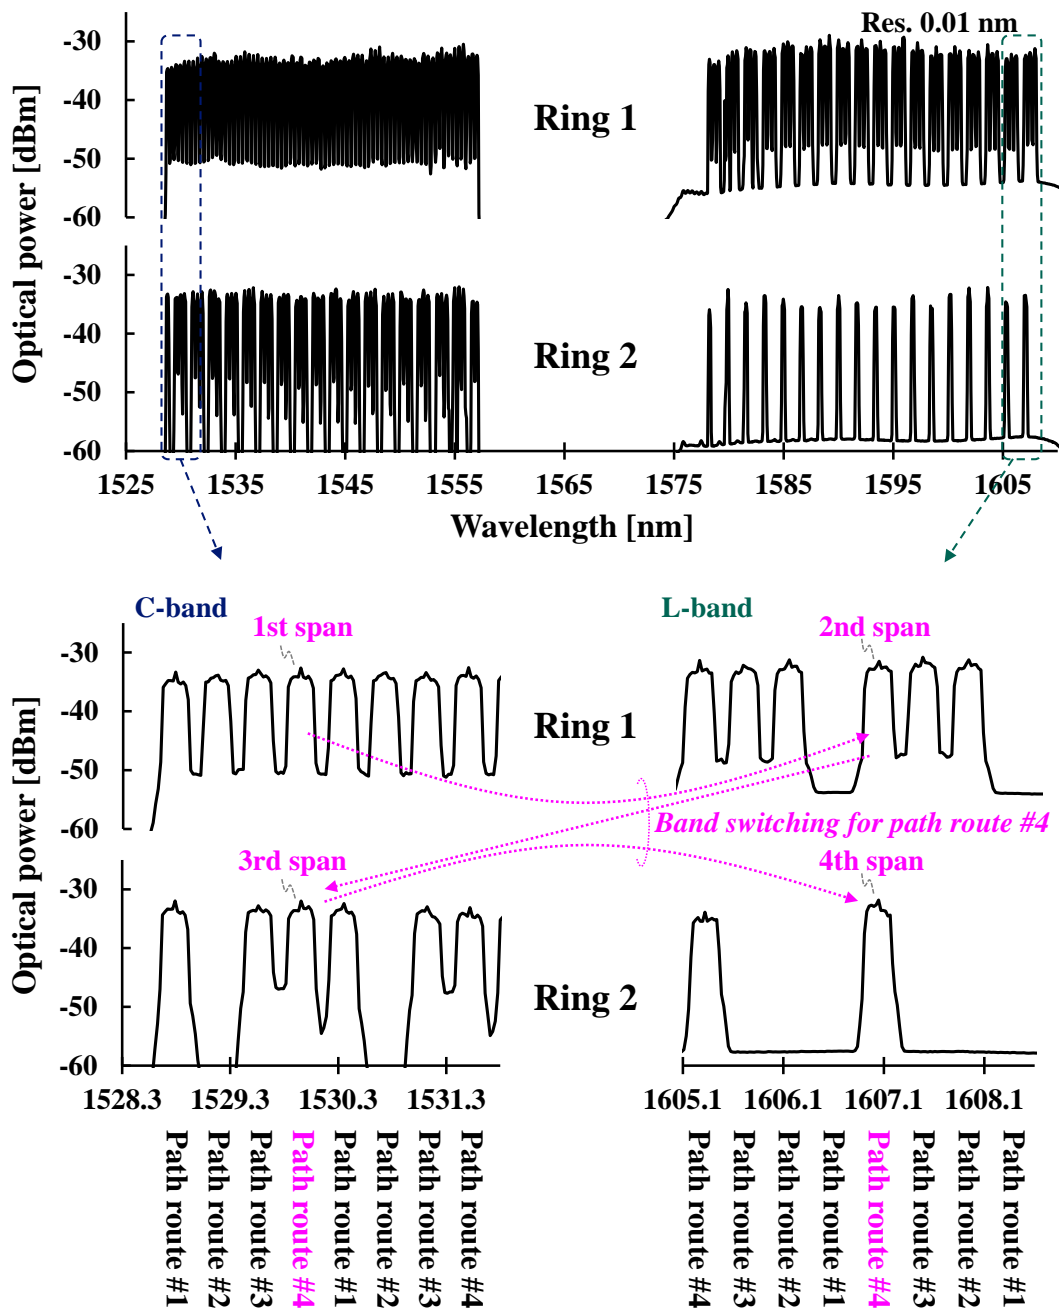 Res. 0.01 nm
Optical power [dBm]
-30
-40
-50
-60
Ring 1
Optical power [dBm]
-30
-40
-50
-60
Ring 2
1525 1535 1545 1555 1565 1575 1585 1595 1605
Wavelength [nm]
C-band
L-band
1st span
2nd span
Optical power [dBm]
-30
-40
-50
-60
Ring 1
Band switching for path route #4
3rd span
4th span
Optical power [dBm]
-30
-40
-50
-60
Ring 2
1528.3 1529.3 1530.3 1531.3
1605.1 1606.1 1607.1 1608.1
Path route #1
Path route #2
Path route #3
Path route #4
Path route #1
Path route #2
Path route #3
Path route #4
Path route #4
Path route #3
Path route #2
Path route #1
Path route #4
Path route #3
Path route #2
Path route #1